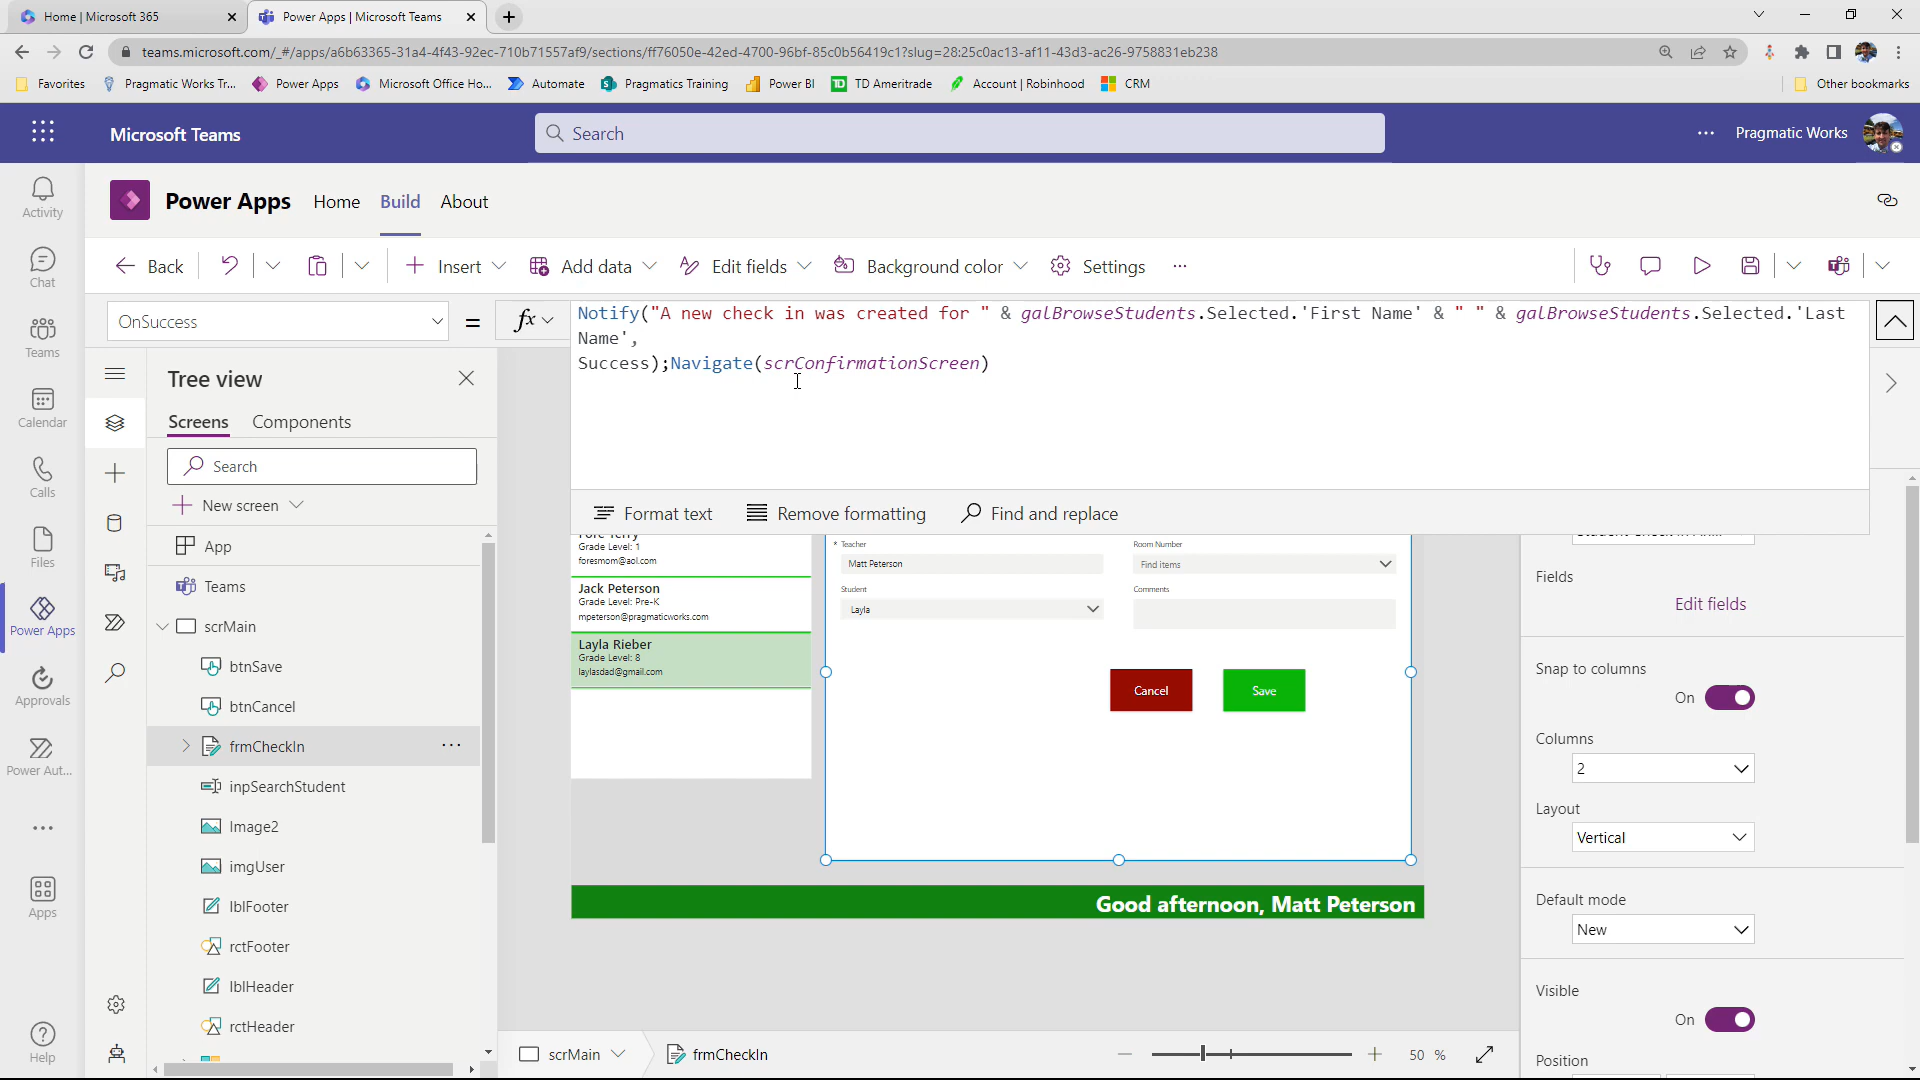 Home | Microsoft 365
Power Apps | Microsoft Teams
teams.microsoft.com/_#/apps/a6b63365-31a4-4f43-92ec-710b71557af9/sections/ff76050e-42ed-4700-96bf-85c0b56419c1?slug=28:25c0ac13-af11-43d3-ac26-9758831eb238
Favorites
Pragmatic Works Tr...
Power Apps
Microsoft Office Ho...
Automate
Pragmatics Training
Power BI
TD Ameritrade
Account | Robinhood
CRM
Other bookmarks
Microsoft Teams
Search
Pragmatic Works
Activity
Chat
Teams
Calendar
Calls
Files
Power Apps
Approvals
Power Aut...
Apps
Help
Power Apps
Home
Build
About
Back
Insert
Add data
Edit fields
Background color
Settings
OnSuccess
=
fx
Notify("A new check in was created for " & galBrowseStudents.Selected.'First Name' & " " & galBrowseStudents.Selected.'Last
Name',
Success);Navigate(scrConfirmationScreen)
Format text
Remove formatting
Find and replace
Tree view
Screens
Components
Search
New screen
App
Teams
scrMain
btnSave
btnCancel
frmCheckIn
inpSearchStudent
Image2
imgUser
lblFooter
rctFooter
lblHeader
rctHeader
Grade Level: 1
foresmom@aol.com
Jack Peterson
Grade Level: Pre-K
mpeterson@pragmaticworks.com
Layla Rieber
Grade Level: 8
laylasdad@gmail.com
* Teacher
Matt Peterson
Room Number
Find items
Student
Layla
Comments
Cancel
Save
Good afternoon, Matt Peterson
Fields
Edit fields
Snap to columns
On
Columns
2
Layout
Vertical
Default mode
New
Visible
On
Position
scrMain
frmCheckIn
50 %